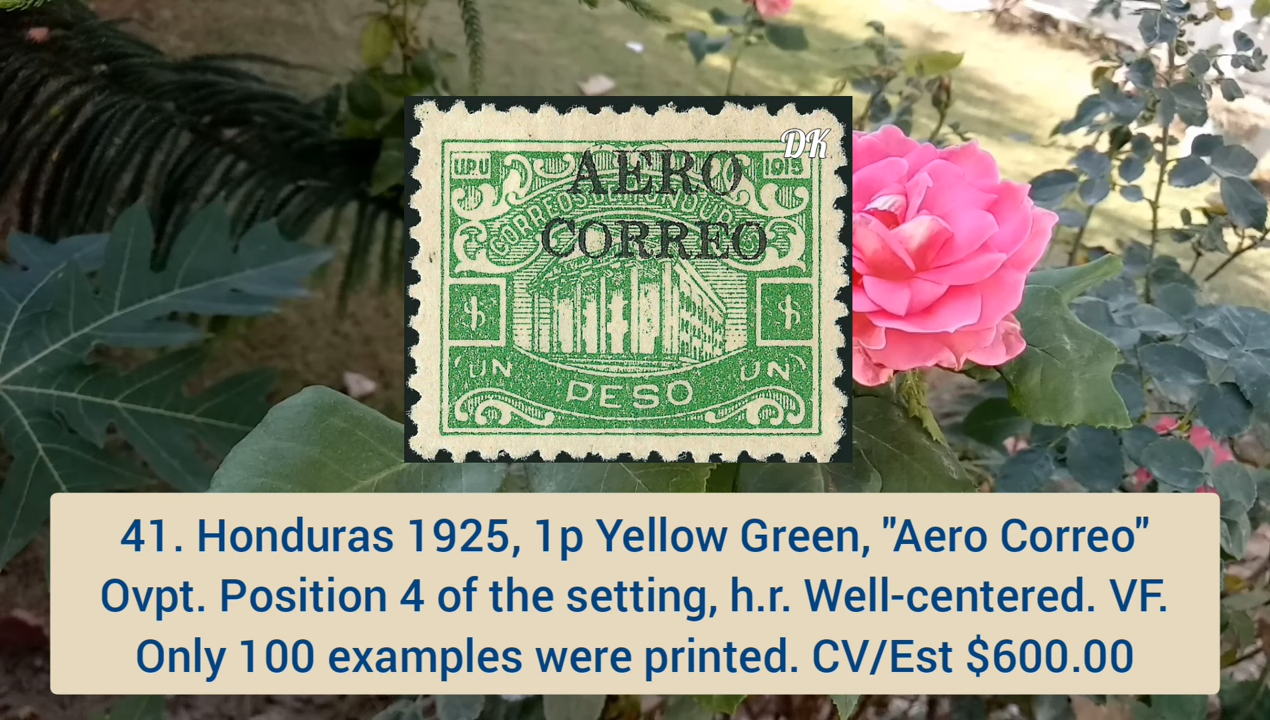 DK
UPU 1915
AERO
CORREOS DE HONDURAS
CORREO
$ $
UN UN
PESO
41. Honduras 1925, 1p Yellow Green, "Aero Correo"
Ovpt. Position 4 of the setting, h.r. Well-centered. VF.
Only 100 examples were printed. CV/Est $600.00